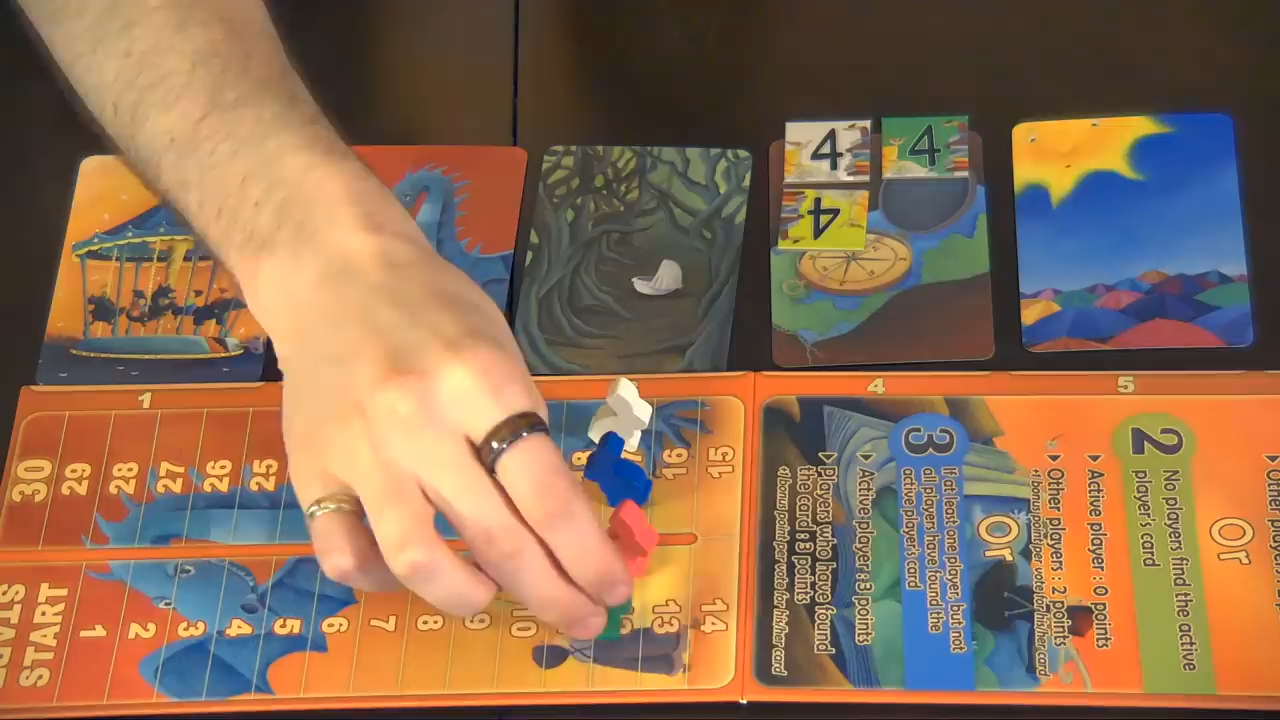 4
4
4
1
4
5
30
29
28
27
26
25
16
15
START
START
1
2
3
4
5
6
7
8
9
10
13
14
3
If at least one player, but not
all players have found the
active player's card
▸ Active player : 3 points
▸ Players who have found
the card : 3 points
+1 bonus point per vote for his/her card
Or
2
No players find the active
player's card
▸ Active player : 0 points
▸ Other players : 2 points
+1 bonus point per vote for his/her card
Or